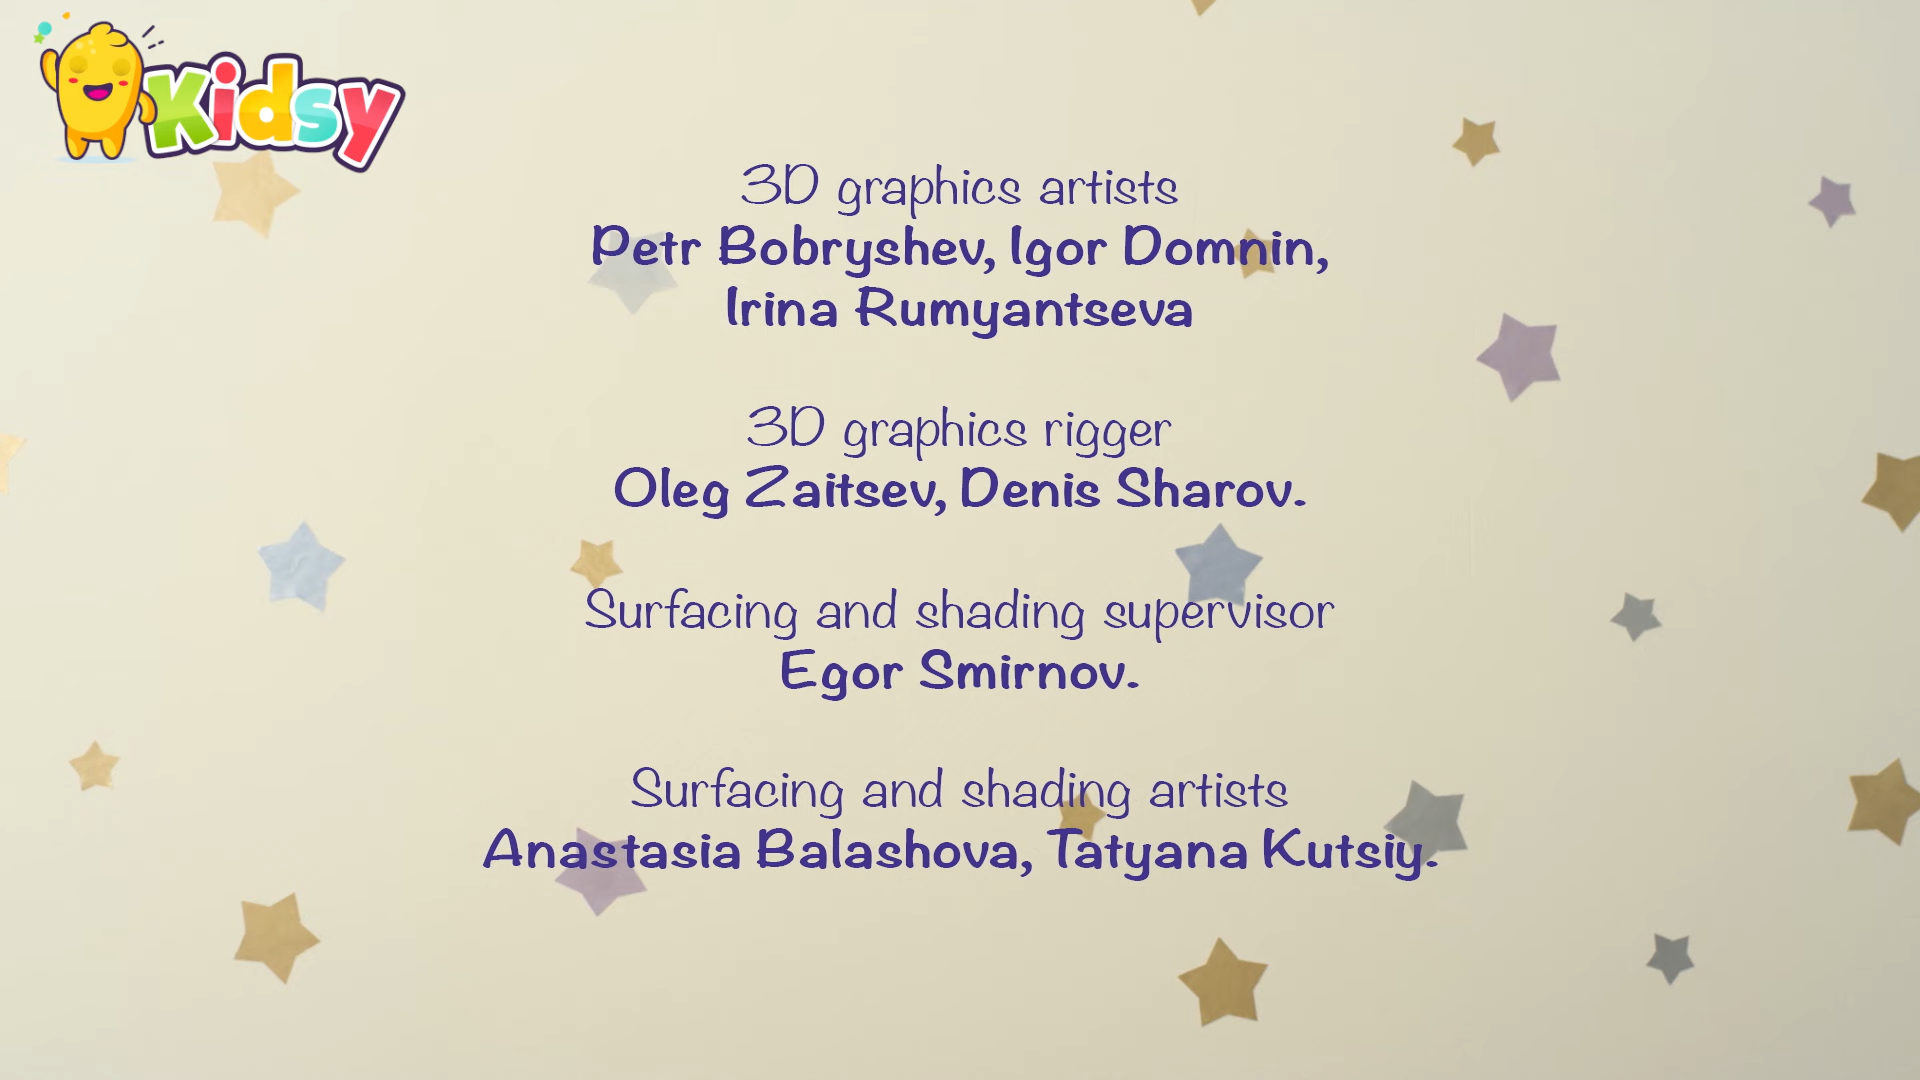 Kidsy
3D graphics artists
Petr Bobryshev, Igor Domnin,
Irina Rumyantseva
3D graphics rigger
Oleg Zaitsev, Denis Sharov.
Surfacing and shading supervisor
Egor Smirnov.
Surfacing and shading artists
Anastasia Balashova, Tatyana Kutsiy.